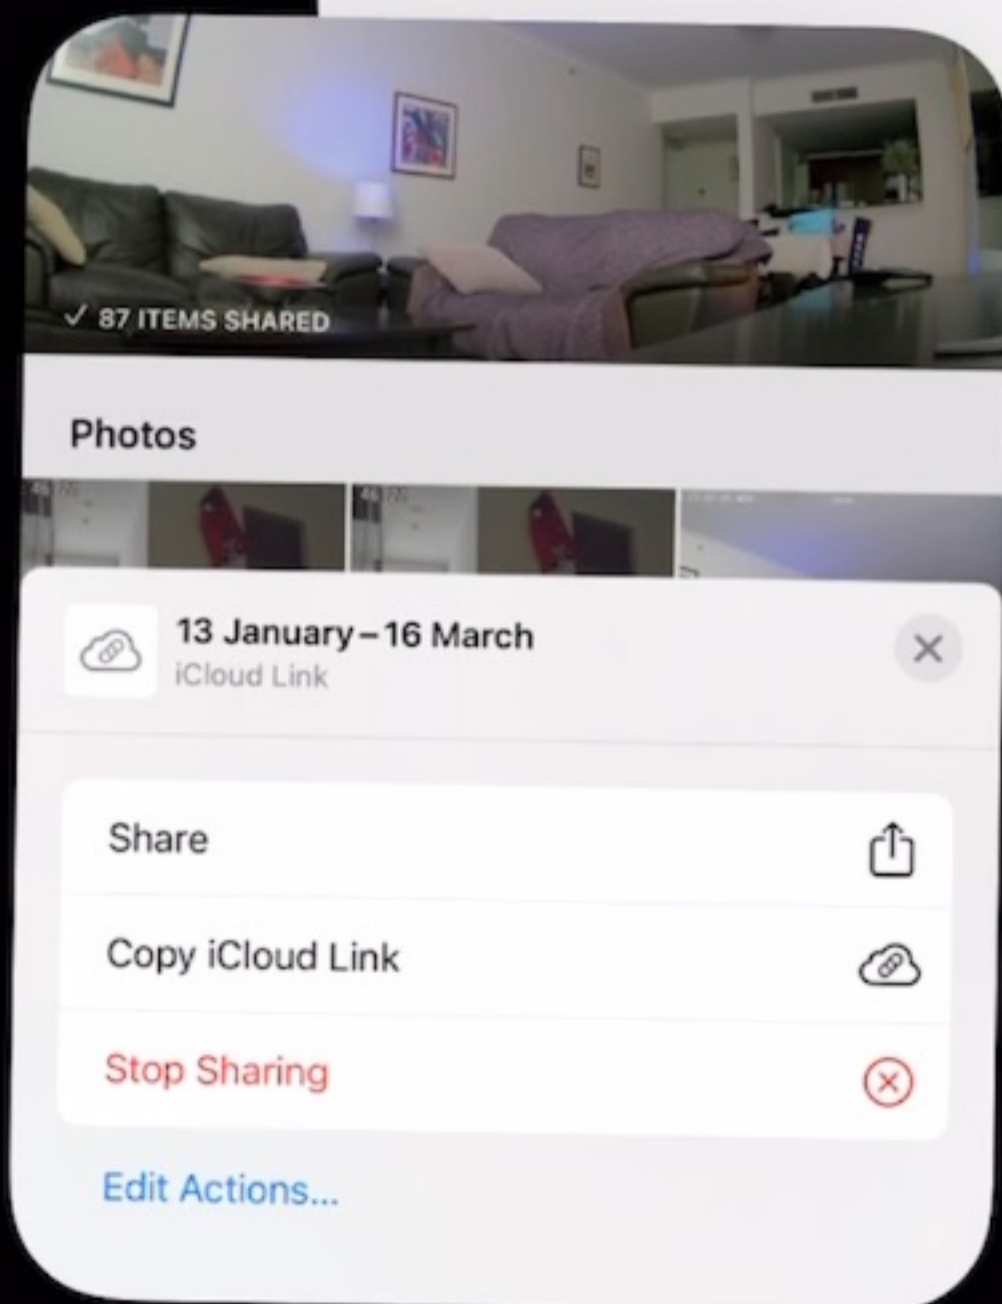 ✓ 87 ITEMS SHARED
Photos
13 January – 16 March
iCloud Link
Share
Copy iCloud Link
Stop Sharing
Edit Actions...